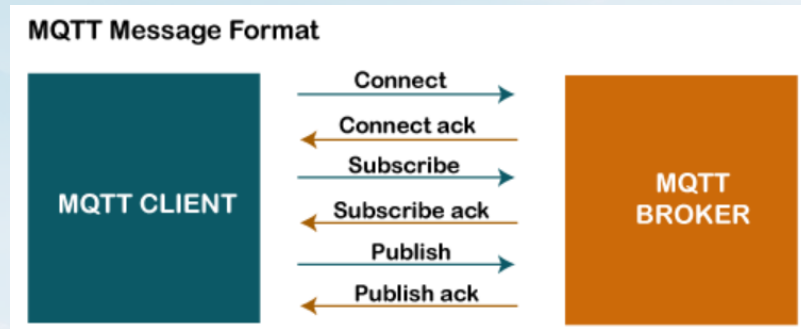 MQTT Message Format
MQTT CLIENT
Connect
Connect ack
Subscribe
Subscribe ack
Publish
Publish ack
MQTT
BROKER